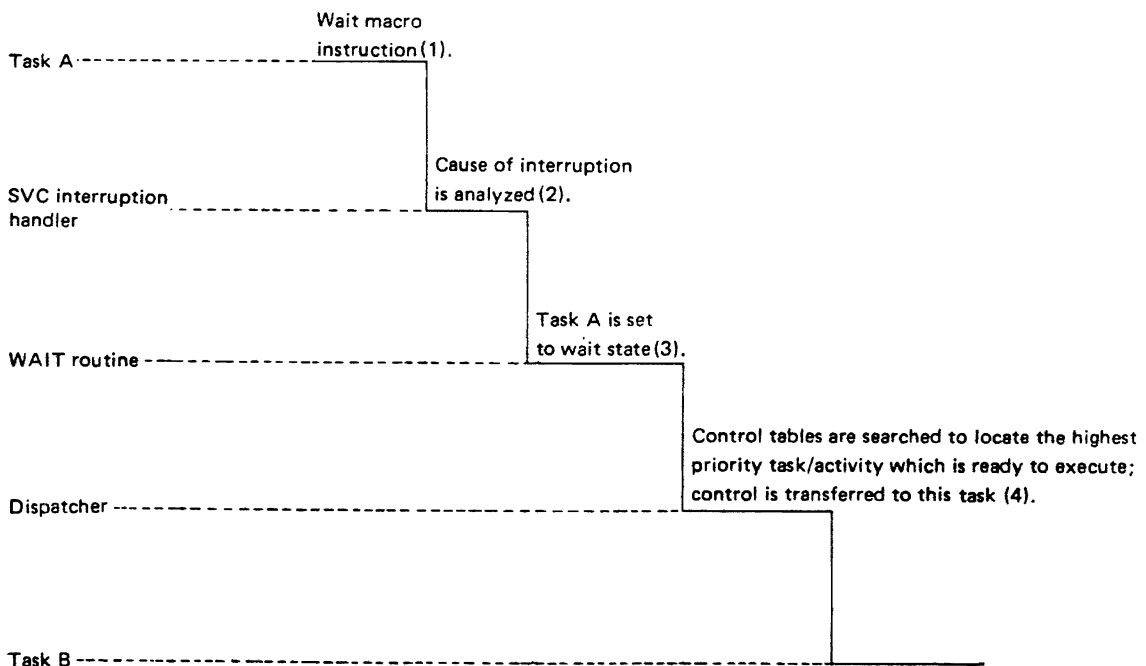 Wait macro
instruction (1).
Task A
Cause of interruption
is analyzed (2).
SVC interruption
handler
Task A is set
to wait state (3).
WAIT routine
Control tables are searched to locate the highest
priority task/activity which is ready to execute;
control is transferred to this task (4).
Dispatcher
Task B